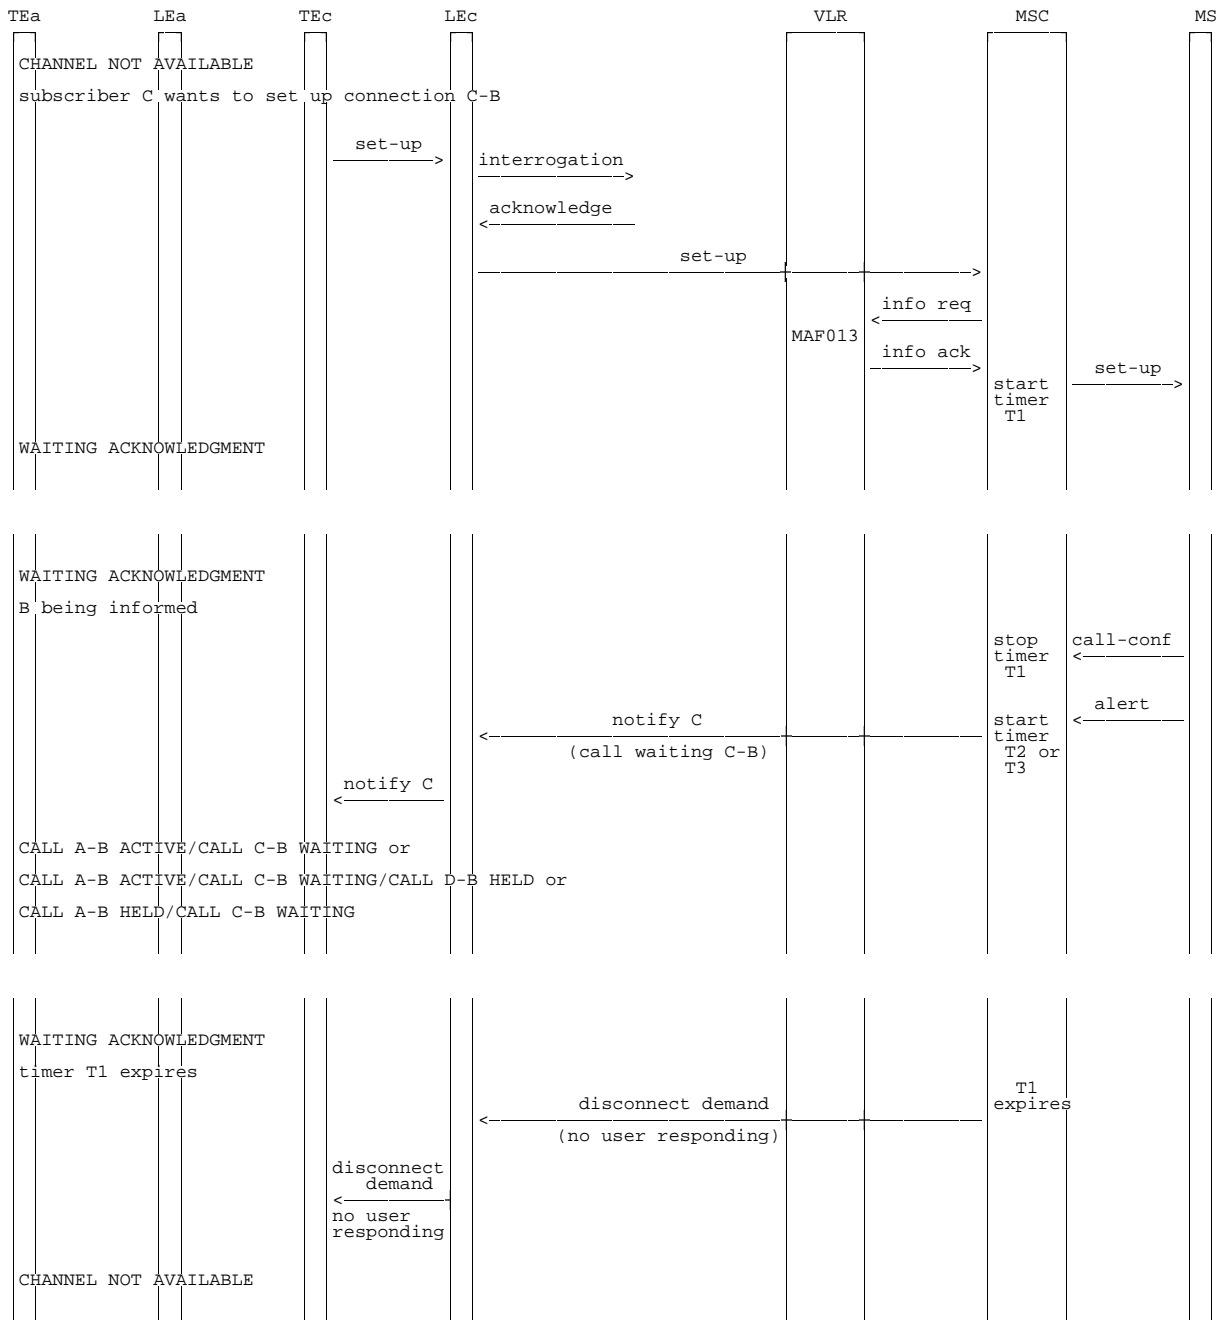 TEa LEa TEc LEc VLR MSC MS
CHANNEL NOT AVAILABLE
subscriber C wants to set up connection C-B
set-up
interrogation
acknowledge
set-up
info req
MAF013
info ack
set-up
start
timer
T1
WAITING ACKNOWLEDGMENT
WAITING ACKNOWLEDGMENT
B being informed
stop call-conf
timer
T1
alert
notify C start
timer
(call waiting C-B) T2 or
T3
notify C
CALL A-B ACTIVE/CALL C-B WAITING or
CALL A-B ACTIVE/CALL C-B WAITING/CALL D-B HELD or
CALL A-B HELD/CALL C-B WAITING
WAITING ACKNOWLEDGMENT
timer T1 expires
T1
disconnect demand expires
(no user responding)
disconnect
demand
no user
responding
CHANNEL NOT AVAILABLE